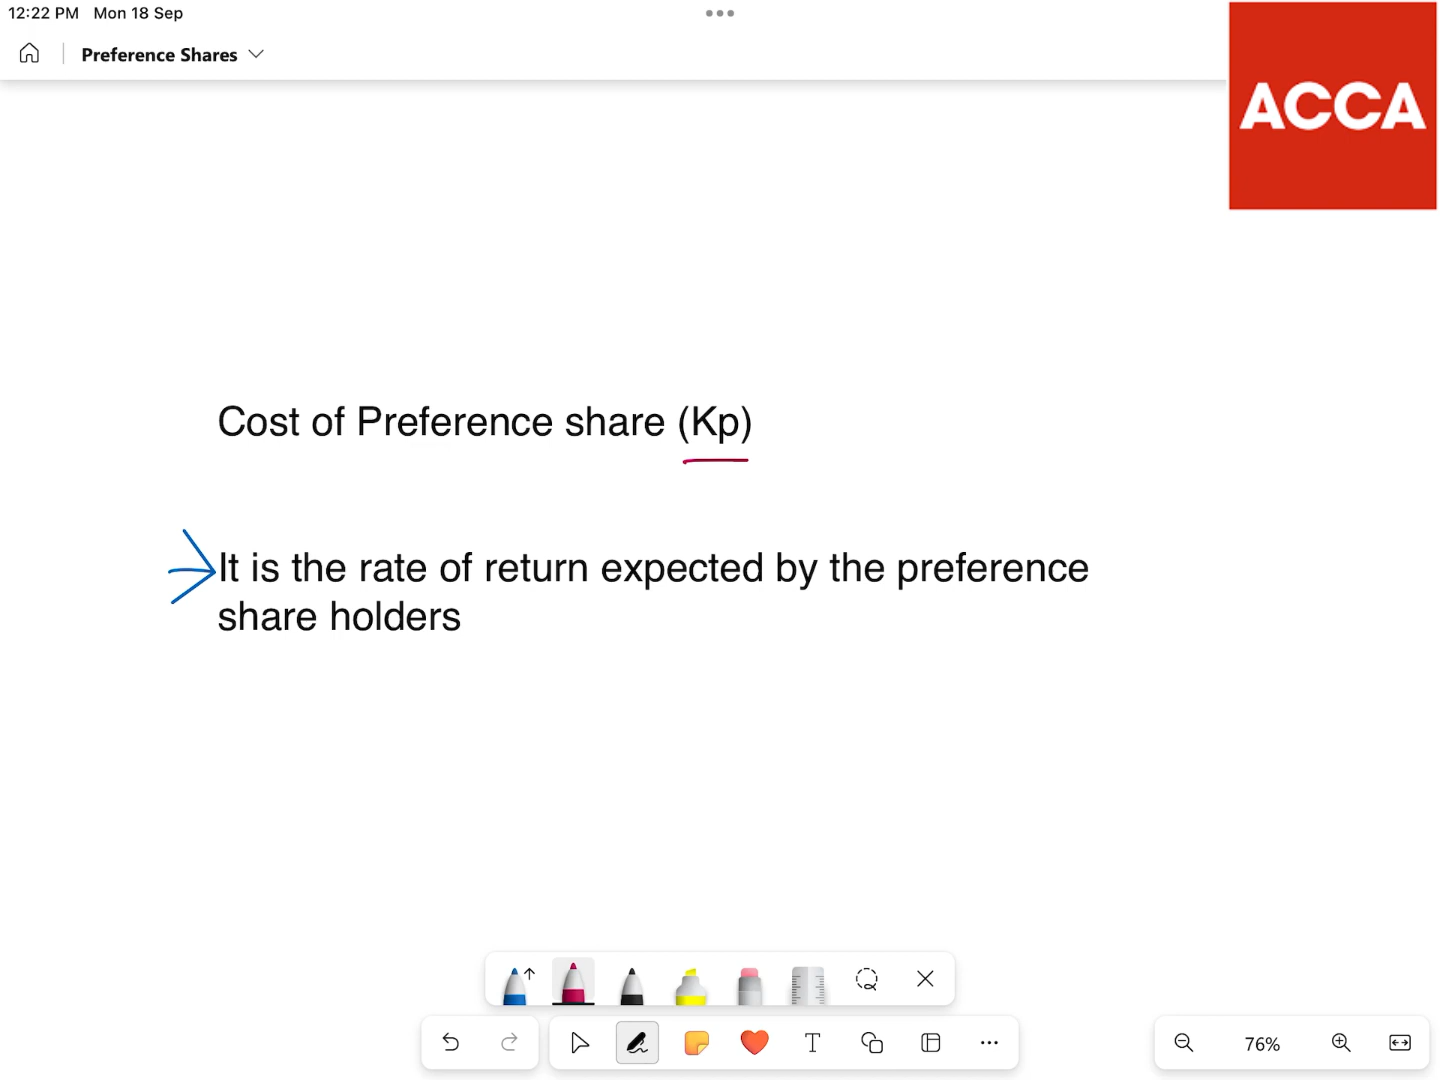 12:22 PM Mon 18 Sep
Preference Shares
ACCA
Cost of Preference share (Kp)
It is the rate of return expected by the preference
share holders
T
76%